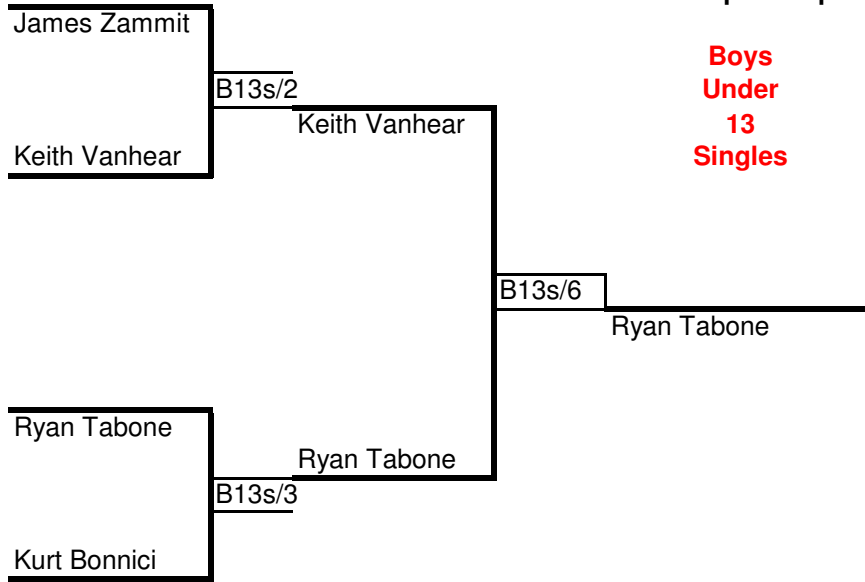 James Zammit
Boys
Under
B13s/2
13
Keith Vanhear
Keith Vanhear
Singles
B13s/6
Ryan Tabone
Ryan Tabone
Ryan Tabone
B13s/3
Kurt Bonnici